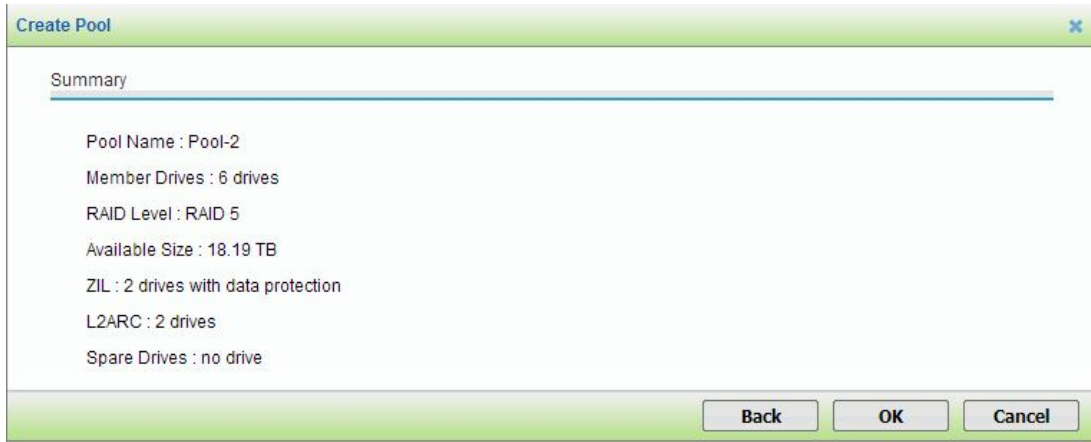 Create Pool
Summary
Pool Name : Pool-2
Member Drives : 6 drives
RAID Level : RAID 5
Available Size : 18.19 TB
ZIL : 2 drives with data protection
L2ARC : 2 drives
Spare Drives : no drive
Back OK Cancel